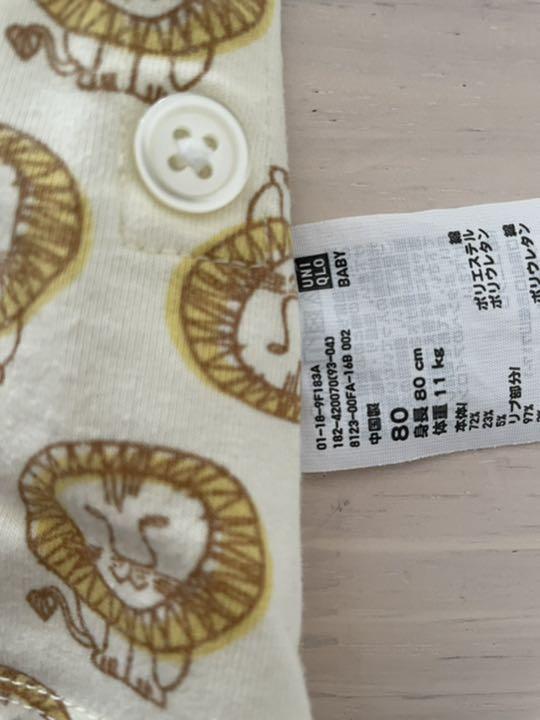 UNI
QLO
BABY
01-18-9F183A
182-420070(93-04)
8123-00FA-16B 002
中国製
80
身長 80 cm
体重 11 kg
本体/
72% 綿
23% ポリエステル
5% ポリウレタン
リブ部分/
97% 綿
ポリウレタン